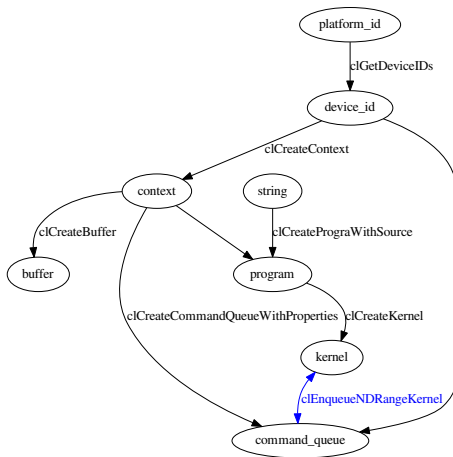 platform_id
clGetDeviceIDs
device_id
clCreateContext
context
string
clCreateBuffer
clCreatePrograWithSource
buffer
program
clCreateCommandQueueWithProperties
clCreateKernel
kernel
clEnqueueNDRangeKernel
command_queue